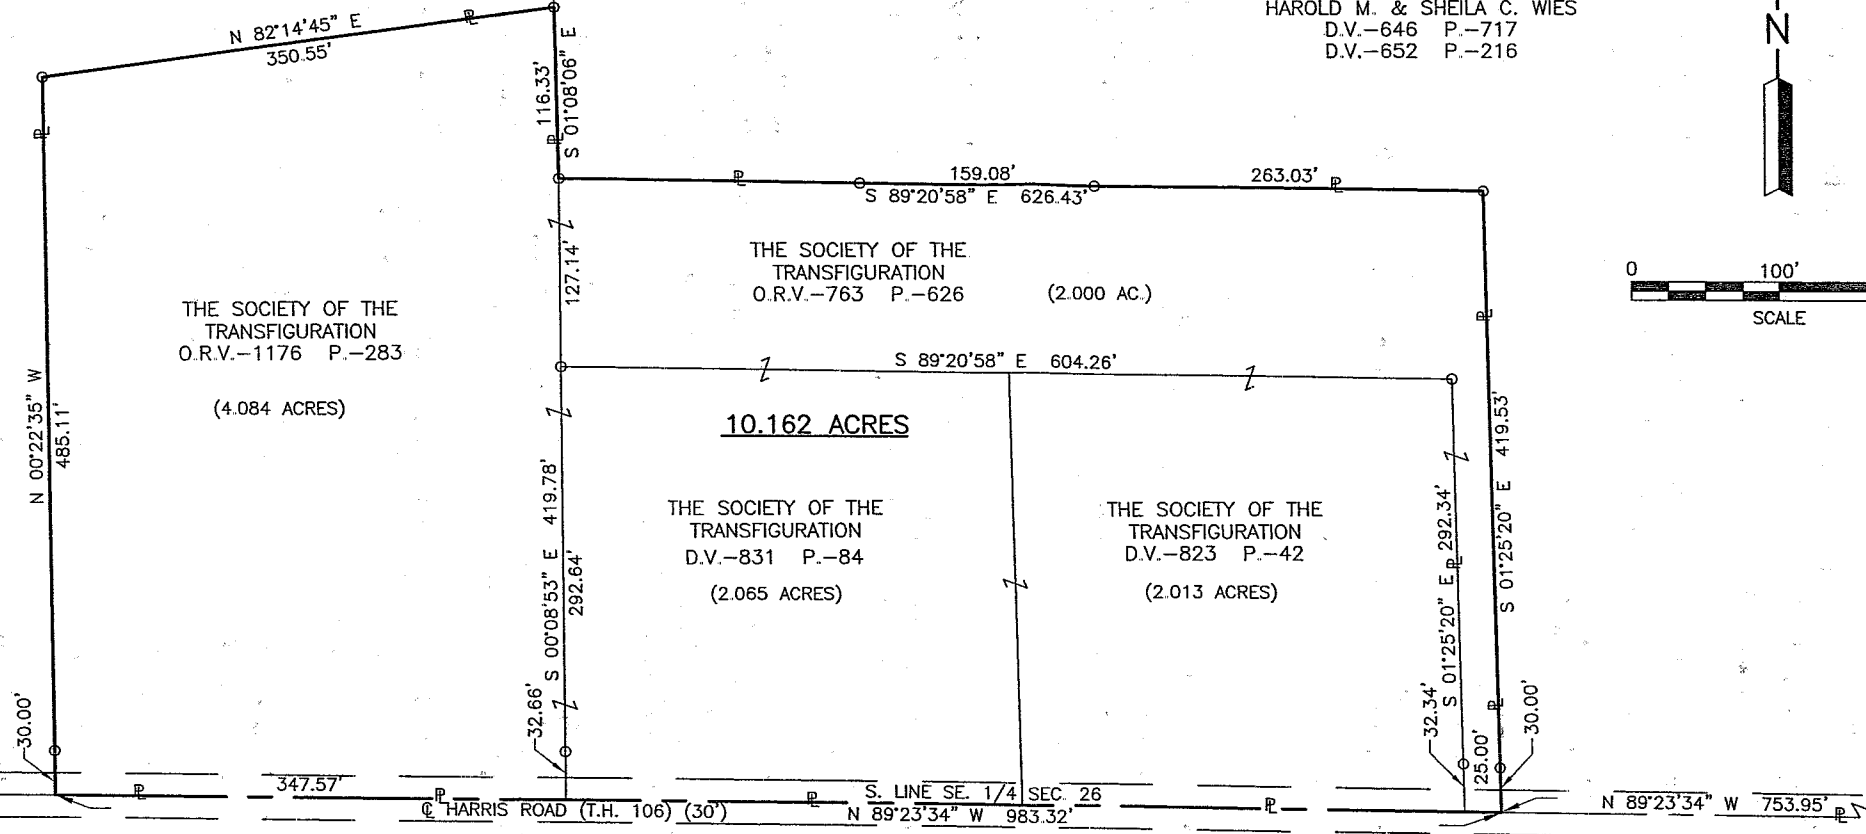 HAROLD M. & SHEILA C. WIES
D.V.-646 P.-717
D.V.-652 P.-216
N
N 82°14'45" E
350.55'
116.33'
S 01°08'06" E
159.08'
263.03'
S 89°20'58" E 626.43'
127.14'
THE SOCIETY OF THE
TRANSFIGURATION
O.R.V.-763 P.-626
(2.000 AC.)
0 100'
SCALE
THE SOCIETY OF THE
TRANSFIGURATION
O.R.V.-1176 P.-283
(4.084 ACRES)
N 00°22'35" W
485.11'
S 89°20'58" E 604.26'
10.162 ACRES
S 00°08'53" E 419.78'
292.64'
THE SOCIETY OF THE
TRANSFIGURATION
D.V.-831 P.-84
(2.065 ACRES)
THE SOCIETY OF THE
TRANSFIGURATION
D.V.-823 P.-42
(2.013 ACRES)
S 01°25'20" E 292.34'
S 01°25'20" E 419.53'
30.00'
32.66'
32.34'
25.00'
30.00'
347.57'
S. LINE SE. 1/4 SEC. 26
℄ HARRIS ROAD (T.H. 106) (30')
N 89°23'34" W 983.32'
N 89°23'34" W 753.95'